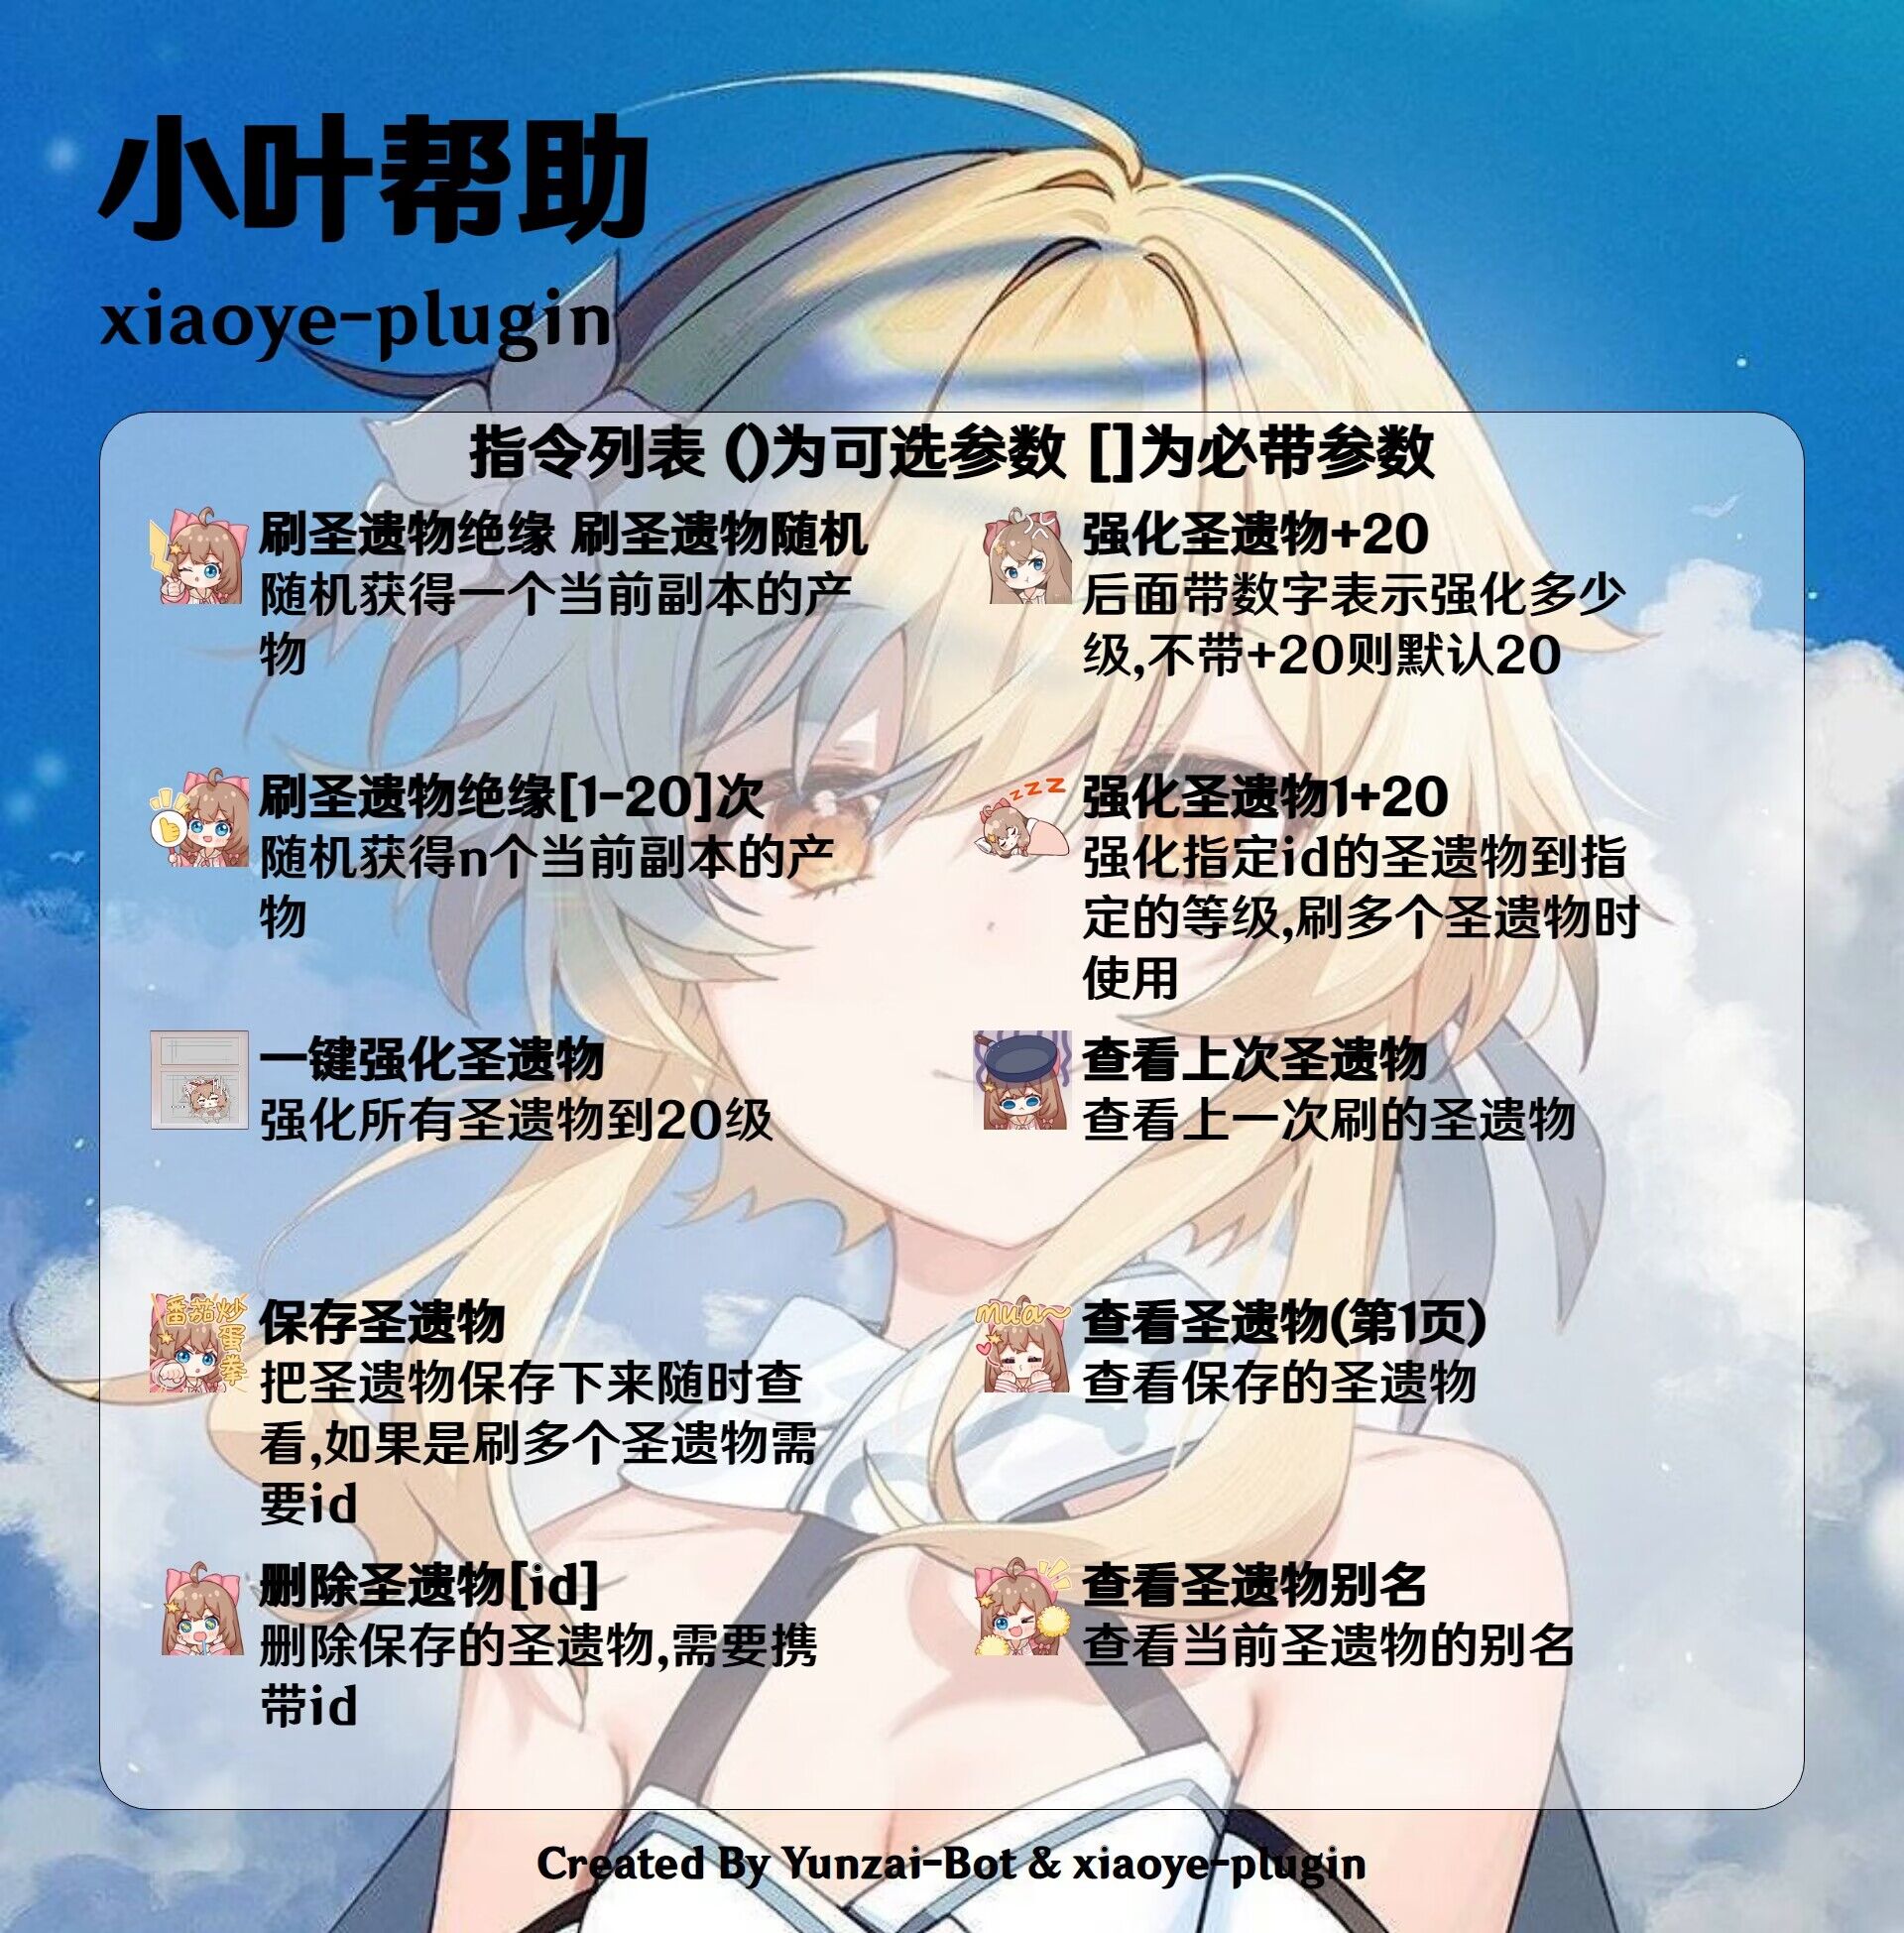 小叶帮助
xiaoye-plugin
指令列表 ()为可选参数 []为必带参数
刷圣遗物绝缘 刷圣遗物随机
随机获得一个当前副本的产
物
强化圣遗物+20
后面带数字表示强化多少
级,不带+20则默认20
刷圣遗物绝缘[1-20]次
随机获得n个当前副本的产
物
zzz
强化圣遗物1+20
强化指定id的圣遗物到指
定的等级,刷多个圣遗物时
使用
一键强化圣遗物
强化所有圣遗物到20级
查看上次圣遗物
查看上一次刷的圣遗物
番茄炒
蛋
拳
保存圣遗物
把圣遗物保存下来随时查
看,如果是刷多个圣遗物需
要id
mua~
查看圣遗物(第1页)
查看保存的圣遗物
删除圣遗物[id]
删除保存的圣遗物,需要携
带id
查看圣遗物别名
查看当前圣遗物的别名
Created By Yunzai-Bot & xiaoye-plugin